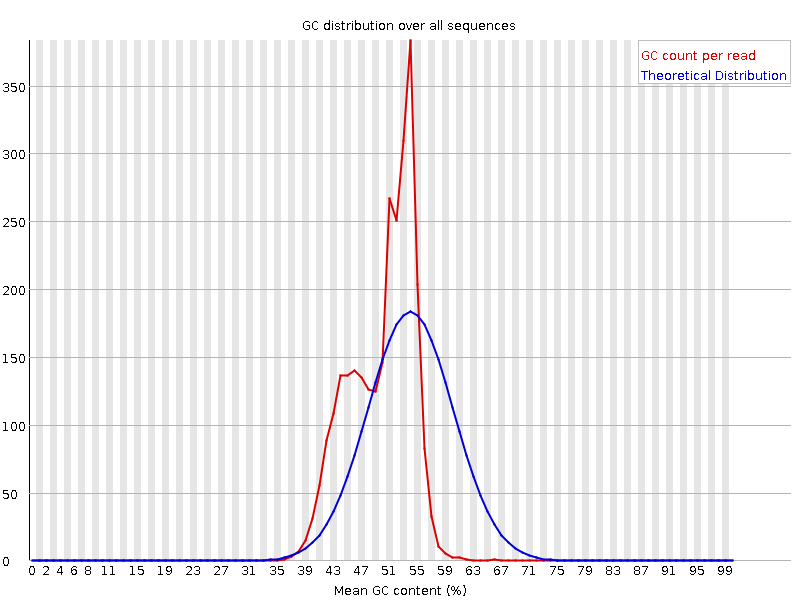 GC distribution over all sequences
GC count per read
Theoretical Distribution
350
300
250
200
150
100
50
0
0 2 4 6 8 11 15 19 23 27 31 35 39 43 47 51 55 59 63 67 71 75 79 83 87 91 95 99
Mean GC content (%)